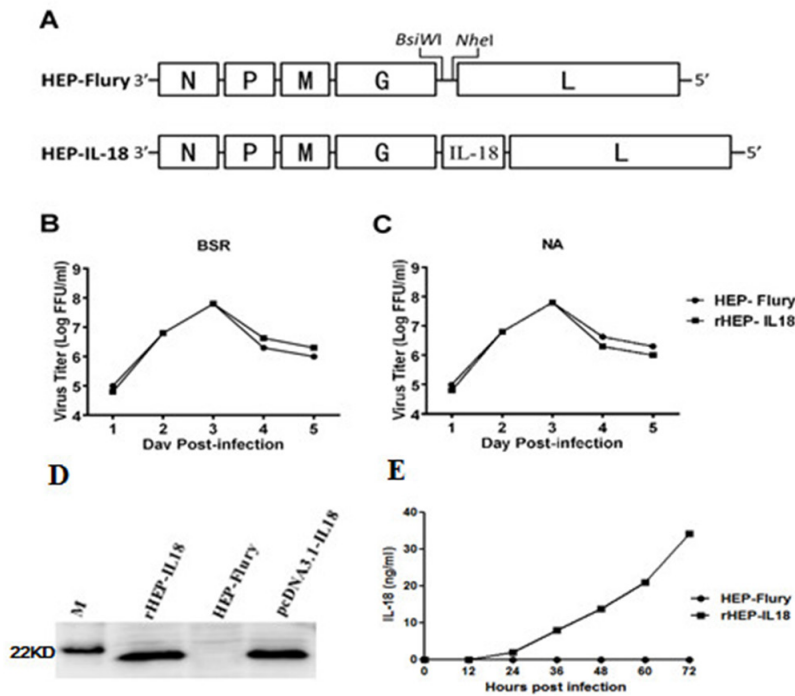 A
BsiWI NheI
HEP-Flury 3′ N P M G L 5′
HEP-IL-18 3′ N P M G IL-18 L 5′
B
BSR
Virus Titer (Log FFU/ml)
9
8
7
6
5
4
1 2 3 4 5
Dav Post-infection
C
NA
Virus Titer (Log FFU/ml)
9
8
7
6
5
4
1 2 3 4 5
Day Post-infection
HEP- Flury
rHEP- IL18
D
M
rHEP-IL18
HEP-Flury
pcDNA3.1-IL18
22KD
E
IL-18 (ng/ml)
40
30
20
10
0
0 12 24 36 48 60 72
Hours post infection
HEP-Flury
rHEP-IL18